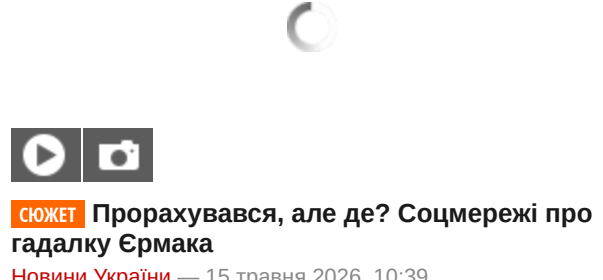 СЮЖЕТ Прорахувався, але де? Соцмережі про
гадалку Єрмака
Новини України — 15 травня 2026, 10:39